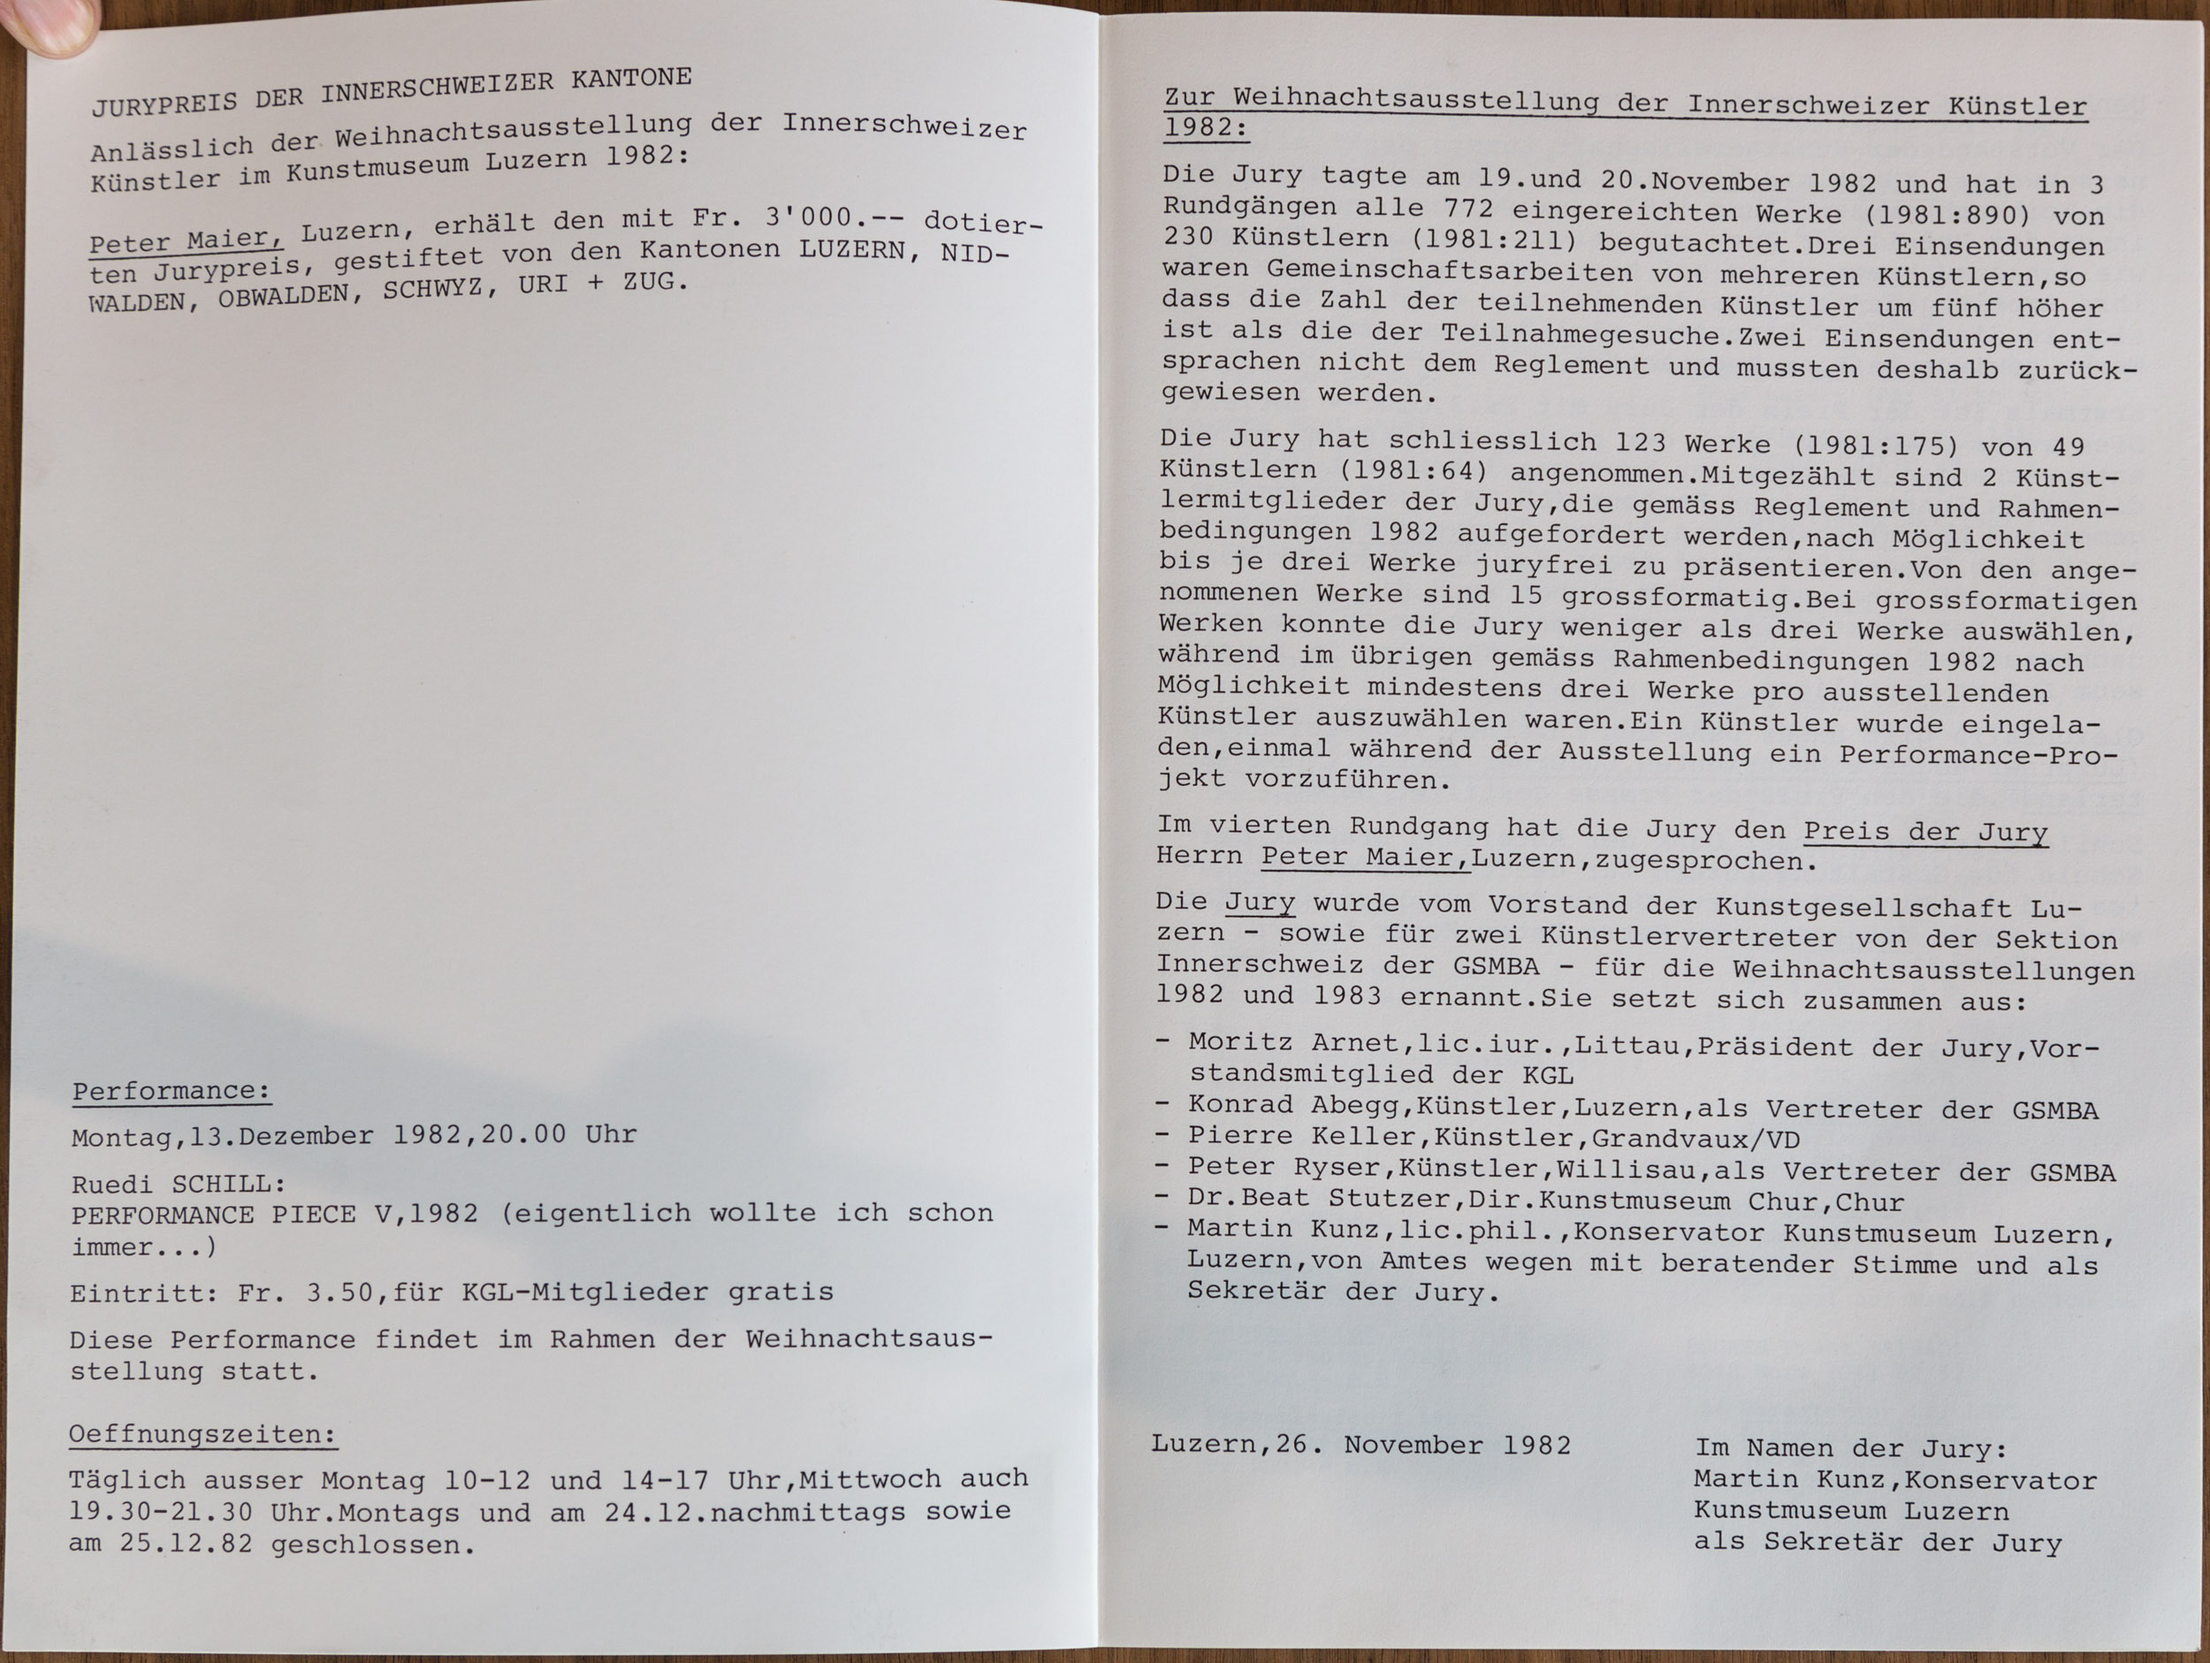 JURYPREIS DER INNERSCHWEIZER KANTONE
Anlässlich der Weihnachtsausstellung der Innerschweizer
Künstler im Kunstmuseum Luzern 1982:
Peter Maier, Luzern, erhält den mit Fr. 3'000.-- dotier-
ten Jurypreis, gestiftet von den Kantonen LUZERN, NID-
WALDEN, OBWALDEN, SCHWYZ, URI + ZUG.
Performance:
Montag,13.Dezember 1982,20.00 Uhr
Ruedi SCHILL:
PERFORMANCE PIECE V,1982 (eigentlich wollte ich schon
immer...)
Eintritt: Fr. 3.50,für KGL-Mitglieder gratis
Diese Performance findet im Rahmen der Weihnachtsaus-
stellung statt.
Oeffnungszeiten:
Täglich ausser Montag 10-12 und 14-17 Uhr,Mittwoch auch
19.30-21.30 Uhr.Montags und am 24.12.nachmittags sowie
am 25.12.82 geschlossen.
Zur Weihnachtsausstellung der Innerschweizer Künstler
1982:
Die Jury tagte am 19.und 20.November 1982 und hat in 3
Rundgängen alle 772 eingereichten Werke (1981:890) von
230 Künstlern (1981:211) begutachtet.Drei Einsendungen
waren Gemeinschaftsarbeiten von mehreren Künstlern,so
dass die Zahl der teilnehmenden Künstler um fünf höher
ist als die der Teilnahmegesuche.Zwei Einsendungen ent-
sprachen nicht dem Reglement und mussten deshalb zurück-
gewiesen werden.
Die Jury hat schliesslich 123 Werke (1981:175) von 49
Künstlern (1981:64) angenommen.Mitgezählt sind 2 Künst-
lermitglieder der Jury,die gemäss Reglement und Rahmen-
bedingungen 1982 aufgefordert werden,nach Möglichkeit
bis je drei Werke juryfrei zu präsentieren.Von den ange-
nommenen Werke sind 15 grossformatig.Bei grossformatigen
Werken konnte die Jury weniger als drei Werke auswählen,
während im übrigen gemäss Rahmenbedingungen 1982 nach
Möglichkeit mindestens drei Werke pro ausstellenden
Künstler auszuwählen waren.Ein Künstler wurde eingela-
den,einmal während der Ausstellung ein Performance-Pro-
jekt vorzuführen.
Im vierten Rundgang hat die Jury den Preis der Jury
Herrn Peter Maier,Luzern,zugesprochen.
Die Jury wurde vom Vorstand der Kunstgesellschaft Lu-
zern - sowie für zwei Künstlervertreter von der Sektion
Innerschweiz der GSMBA - für die Weihnachtsausstellungen
1982 und 1983 ernannt.Sie setzt sich zusammen aus:
- Moritz Arnet,lic.iur.,Littau,Präsident der Jury,Vor-
standsmitglied der KGL
- Konrad Abegg,Künstler,Luzern,als Vertreter der GSMBA
- Pierre Keller,Künstler,Grandvaux/VD
- Peter Ryser,Künstler,Willisau,als Vertreter der GSMBA
- Dr.Beat Stutzer,Dir.Kunstmuseum Chur,Chur
- Martin Kunz,lic.phil.,Konservator Kunstmuseum Luzern,
Luzern,von Amtes wegen mit beratender Stimme und als
Sekretär der Jury.
Luzern,26. November 1982
Im Namen der Jury:
Martin Kunz,Konservator
Kunstmuseum Luzern
als Sekretär der Jury